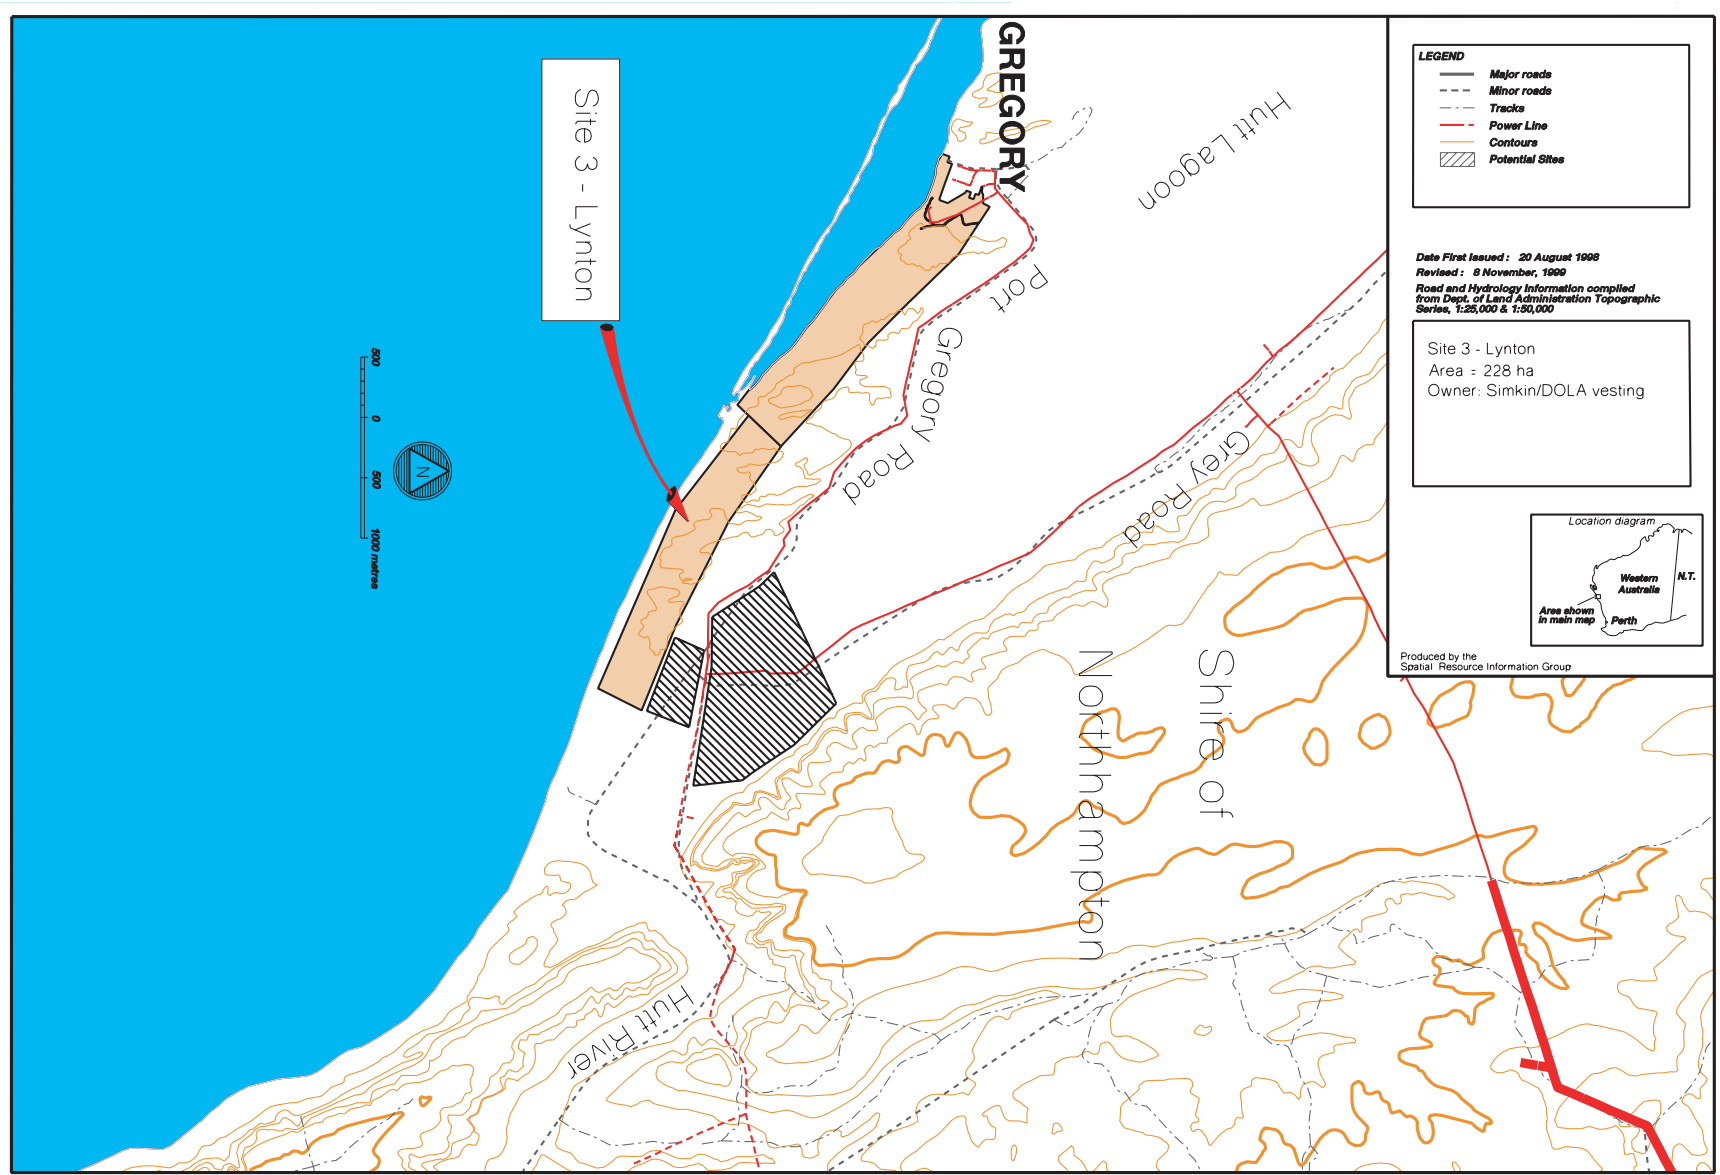 GREGORY
Hutt Lagoon
Site 3 - Lynton
Port
Gregory
Road
Grey Road
Shire of
Northhampton
Hutt River
500
0
500
1000 metres
N
LEGEND
Major roads
Minor roads
Tracks
Power Line
Contours
Potential Sites
Date First Issued : 20 August 1998
Revised : 8 November, 1999
Road and Hydrology Information compiled
from Dept. of Land Administration Topographic
Series, 1:25,000 & 1:50,000
Site 3 - Lynton
Area = 228 ha
Owner: Simkin/DOLA vesting
Location diagram
Western
Australia
N.T.
Area shown
in main map
Perth
Produced by the
Spatial Resource Information Group